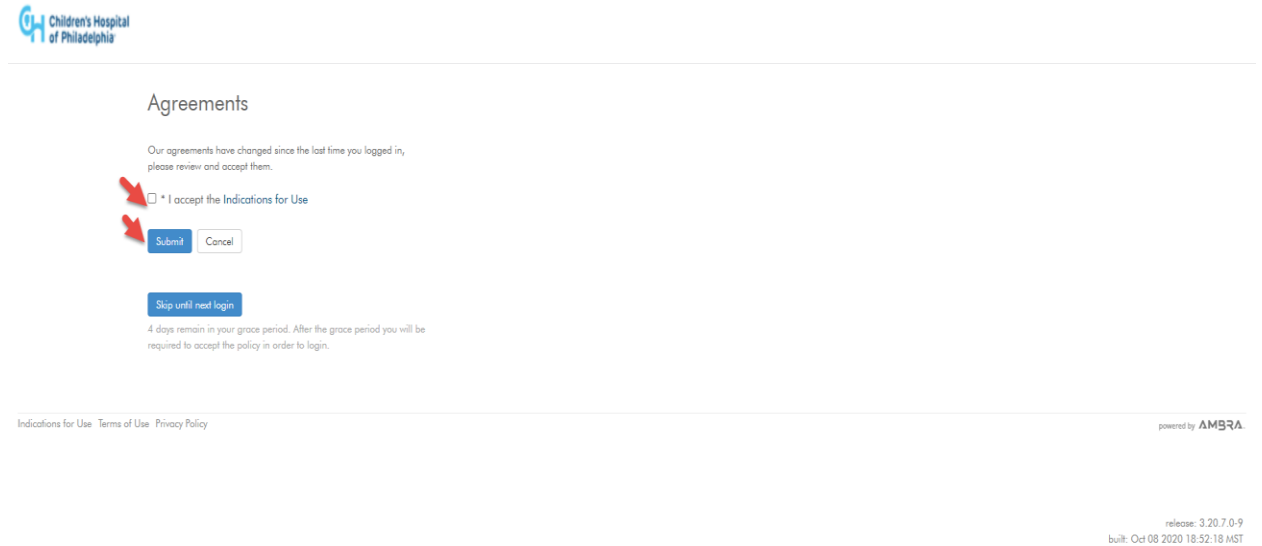 Children's Hospital
of Philadelphia
Agreements
Our agreements have changed since the last time you logged in,
please review and accept them.
* I accept the Indications for Use
Submit Cancel
Skip until next login
4 days remain in your grace period. After the grace period you will be
required to accept the policy in order to login.
Indications for Use Terms of Use Privacy Policy
powered by AMBRA.
release: 3.20.7.0-9
built: Oct 08 2020 18:52:18 MST